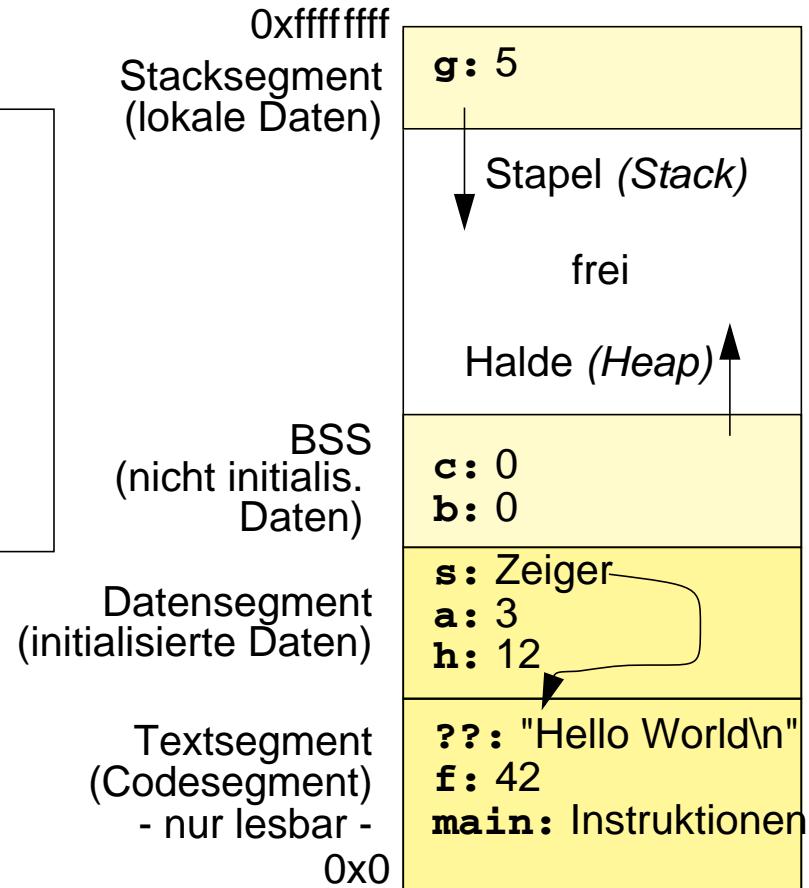 0xffffffff
Stacksegment
(lokale Daten)
g: 5
Stapel (Stack)
frei
Halde (Heap)
BSS
(nicht initialis.
Daten)
c: 0
b: 0
Datensegment
(initialisierte Daten)
s: Zeiger
a: 3
h: 12
Textsegment
(Codesegment)
- nur lesbar -
0x0
??: "Hello World\n"
f: 42
main: Instruktionen